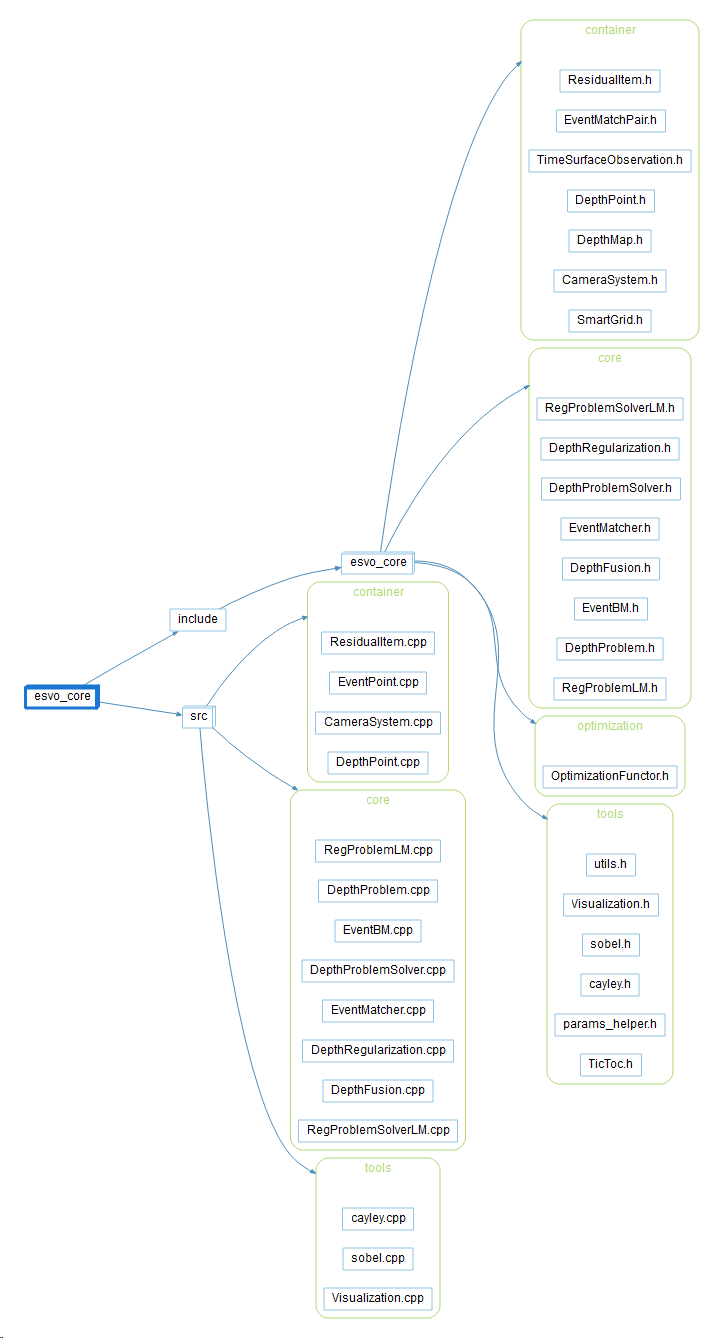 esvo_core
include
esvo_core
container
ResidualItem.h
EventMatchPair.h
TimeSurfaceObservation.h
DepthPoint.h
DepthMap.h
CameraSystem.h
SmartGrid.h
core
RegProblemSolverLM.h
DepthRegularization.h
DepthProblemSolver.h
EventMatcher.h
DepthFusion.h
EventBM.h
DepthProblem.h
RegProblemLM.h
optimization
OptimizationFunctor.h
tools
utils.h
Visualization.h
sobel.h
cayley.h
params_helper.h
TicToc.h
src
container
ResidualItem.cpp
EventPoint.cpp
CameraSystem.cpp
DepthPoint.cpp
core
RegProblemLM.cpp
DepthProblem.cpp
EventBM.cpp
DepthProblemSolver.cpp
EventMatcher.cpp
DepthRegularization.cpp
DepthFusion.cpp
RegProblemSolverLM.cpp
tools
cayley.cpp
sobel.cpp
Visualization.cpp